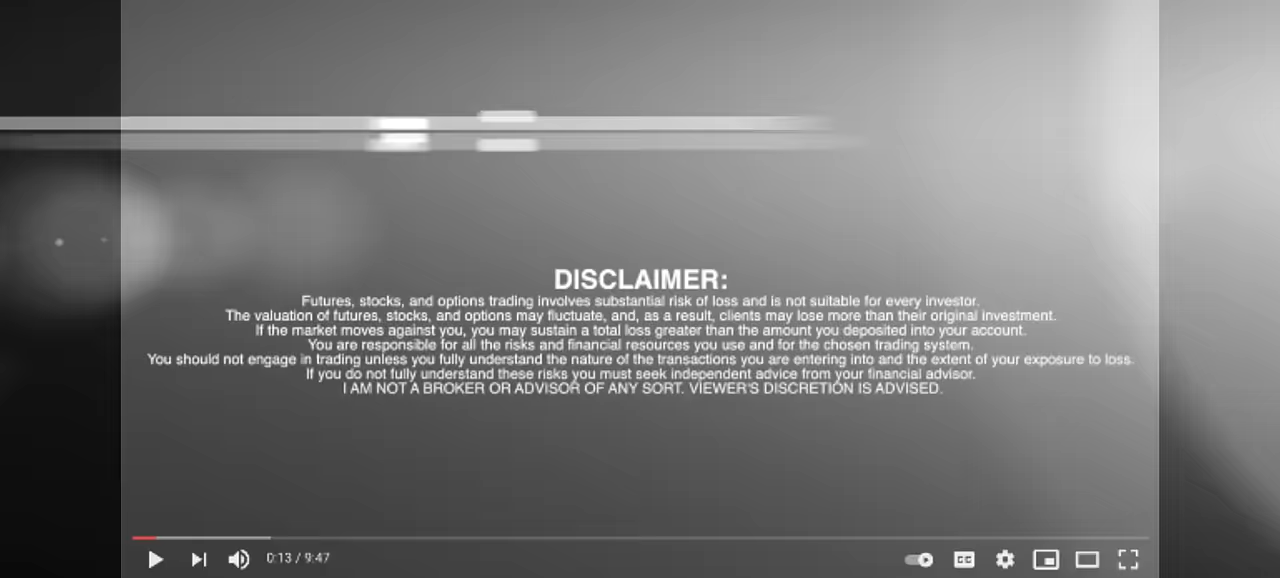 DISCLAIMER:
Futures, stocks, and options trading involves substantial risk of loss and is not suitable for every investor.
The valuation of futures, stocks, and options may fluctuate, and, as a result, clients may lose more than their original investment.
If the market moves against you, you may sustain a total loss greater than the amount you deposited into your account.
You are responsible for all the risks and financial resources you use and for the chosen trading system.
You should not engage in trading unless you fully understand the nature of the transactions you are entering into and the extent of your exposure to loss.
If you do not fully understand these risks you must seek independent advice from your financial advisor.
I AM NOT A BROKER OR ADVISOR OF ANY SORT. VIEWER'S DISCRETION IS ADVISED.
0:13 / 9:47
CC